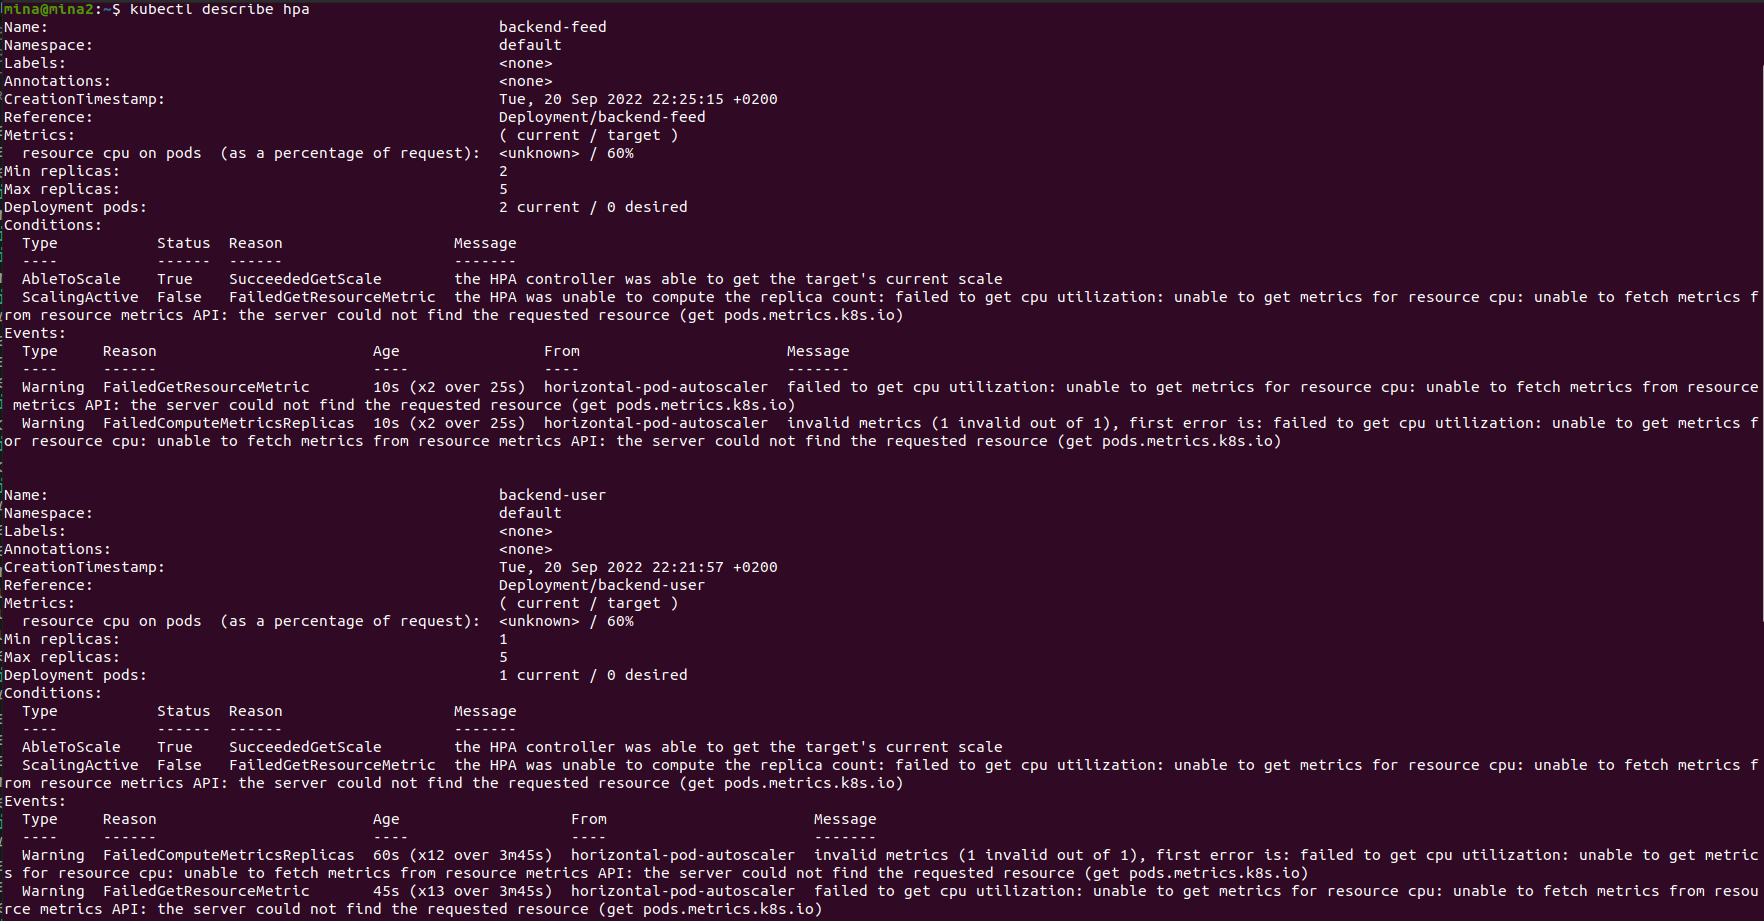 mina@mina2:~$ kubectl describe hpa
Name:                                                  backend-feed
Namespace:                                             default
Labels:                                                <none>
Annotations:                                           <none>
CreationTimestamp:                                     Tue, 20 Sep 2022 22:25:15 +0200
Reference:                                             Deployment/backend-feed
Metrics:                                               ( current / target )
  resource cpu on pods  (as a percentage of request):  <unknown> / 60%
Min replicas:                                          2
Max replicas:                                          5
Deployment pods:                                       2 current / 0 desired
Conditions:
  Type           Status  Reason                   Message
  ----           ------  ------                   -------
  AbleToScale    True    SucceededGetScale        the HPA controller was able to get the target's current scale
  ScalingActive  False   FailedGetResourceMetric  the HPA was unable to compute the replica count: failed to get cpu utilization: unable to get metrics for resource cpu: unable to fetch metrics f
rom resource metrics API: the server could not find the requested resource (get pods.metrics.k8s.io)
Events:
  Type     Reason                        Age                From                       Message
  ----     ------                        ----               ----                       -------
  Warning  FailedGetResourceMetric       10s (x2 over 25s)  horizontal-pod-autoscaler  failed to get cpu utilization: unable to get metrics for resource cpu: unable to fetch metrics from resource
 metrics API: the server could not find the requested resource (get pods.metrics.k8s.io)
  Warning  FailedComputeMetricsReplicas  10s (x2 over 25s)  horizontal-pod-autoscaler  invalid metrics (1 invalid out of 1), first error is: failed to get cpu utilization: unable to get metrics f
or resource cpu: unable to fetch metrics from resource metrics API: the server could not find the requested resource (get pods.metrics.k8s.io)
Name:                                                  backend-user
Namespace:                                             default
Labels:                                                <none>
Annotations:                                           <none>
CreationTimestamp:                                     Tue, 20 Sep 2022 22:21:57 +0200
Reference:                                             Deployment/backend-user
Metrics:                                               ( current / target )
  resource cpu on pods  (as a percentage of request):  <unknown> / 60%
Min replicas:                                          1
Max replicas:                                          5
Deployment pods:                                       1 current / 0 desired
Conditions:
  Type           Status  Reason                   Message
  ----           ------  ------                   -------
  AbleToScale    True    SucceededGetScale        the HPA controller was able to get the target's current scale
  ScalingActive  False   FailedGetResourceMetric  the HPA was unable to compute the replica count: failed to get cpu utilization: unable to get metrics for resource cpu: unable to fetch metrics f
rom resource metrics API: the server could not find the requested resource (get pods.metrics.k8s.io)
Events:
  Type     Reason                        Age                   From                       Message
  ----     ------                        ----                  ----                       -------
  Warning  FailedComputeMetricsReplicas  60s (x12 over 3m45s)  horizontal-pod-autoscaler  invalid metrics (1 invalid out of 1), first error is: failed to get cpu utilization: unable to get metric
s for resource cpu: unable to fetch metrics from resource metrics API: the server could not find the requested resource (get pods.metrics.k8s.io)
  Warning  FailedGetResourceMetric       45s (x13 over 3m45s)  horizontal-pod-autoscaler  failed to get cpu utilization: unable to get metrics for resource cpu: unable to fetch metrics from resou
rce metrics API: the server could not find the requested resource (get pods.metrics.k8s.io)